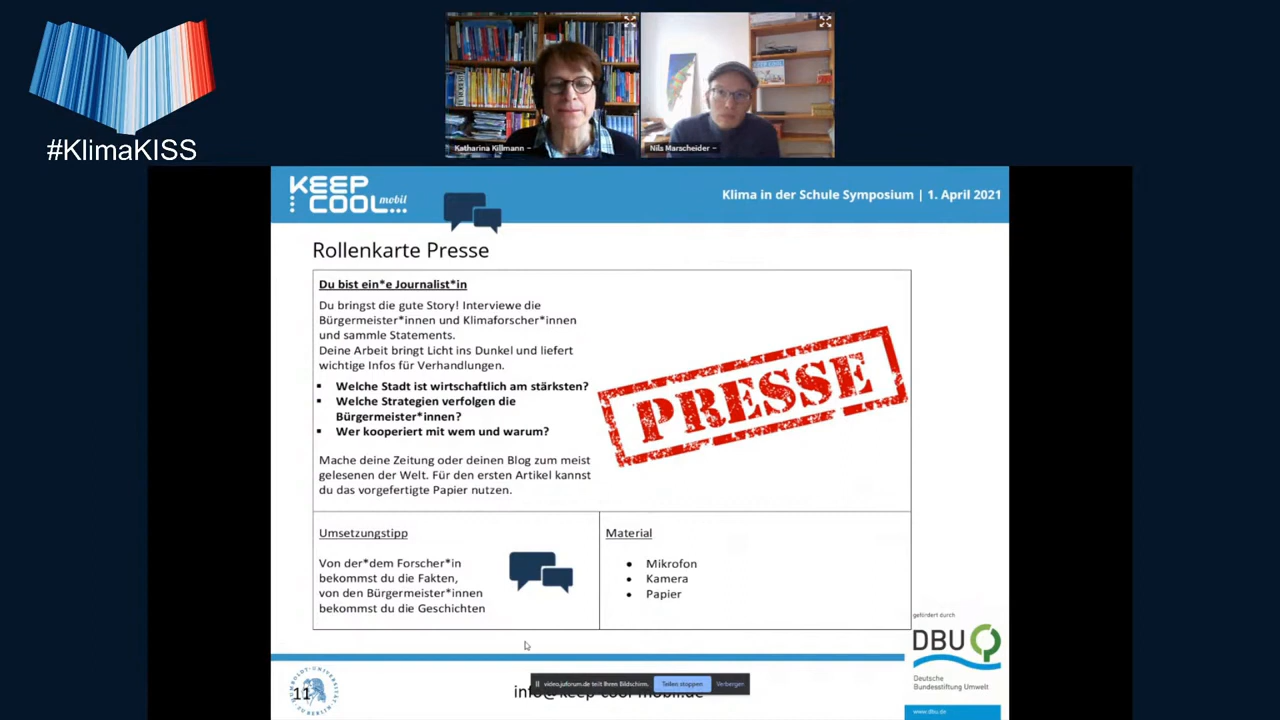 #KlimaKISS
Katharina Killmann
Nils Marscheider
KEEP
COOL mobil
Klima in der Schule Symposium | 1. April 2021
Rollenkarte Presse
Du bist ein*e Journalist*in
Du bringst die gute Story! Interviewe die
Bürgermeister*innen und Klimaforscher*innen
und sammle Statements.
Deine Arbeit bringt Licht ins Dunkel und liefert
wichtige Infos für Verhandlungen.
▪ Welche Stadt ist wirtschaftlich am stärksten?
▪ Welche Strategien verfolgen die
Bürgermeister*innen?
▪ Wer kooperiert mit wem und warum?
Mache deine Zeitung oder deinen Blog zum meist
gelesenen der Welt. Für den ersten Artikel kannst
du das vorgefertigte Papier nutzen.
PRESSE
Umsetzungstipp
Von der*dem Forscher*in
bekommst du die Fakten,
von den Bürgermeister*innen
bekommst du die Geschichten
Material
● Mikrofon
● Kamera
● Papier
gefördert durch
DBU
Deutsche
Bundesstiftung Umwelt
www.dbu.de
11
video.juforum.de teilt Ihren Bildschirm.
Teilen stoppen
Verbergen